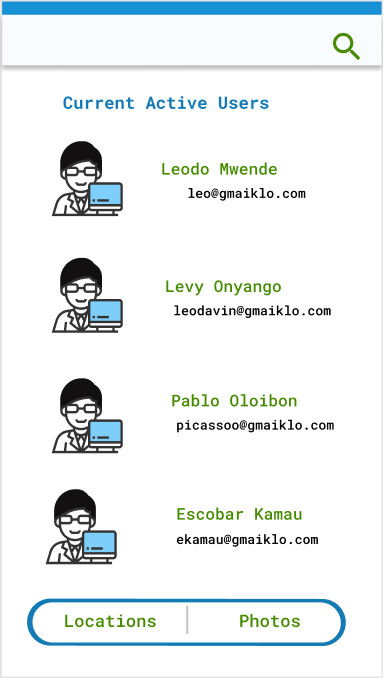 Current Active Users
Leodo Mwende
leo@gmaiklo.com
Levy Onyango
leodavin@gmaiklo.com
Pablo Oloibon
picassoo@gmaiklo.com
Escobar Kamau
ekamau@gmaiklo.com
Locations
Photos